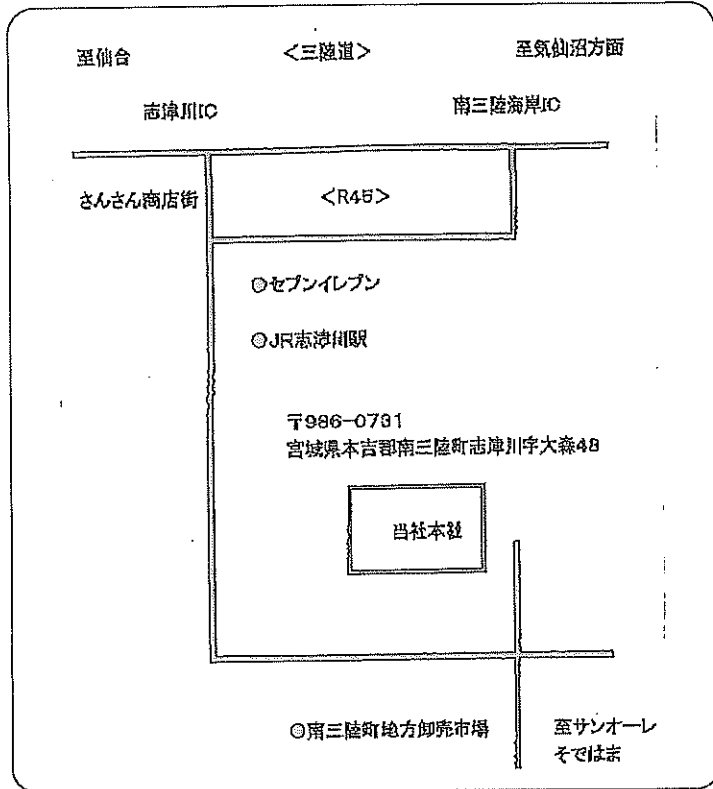 至仙台
<三陸道>
至気仙沼方面
志津川IC
南三陸海岸IC
さんさん商店街
<R45>
◎セブンイレブン
◎JR志津川駅
〒986-0731
宮城県本吉郡南三陸町志津川字大森48
当社本社
◎南三陸町地方卸売市場
至サンオーレ
そではま